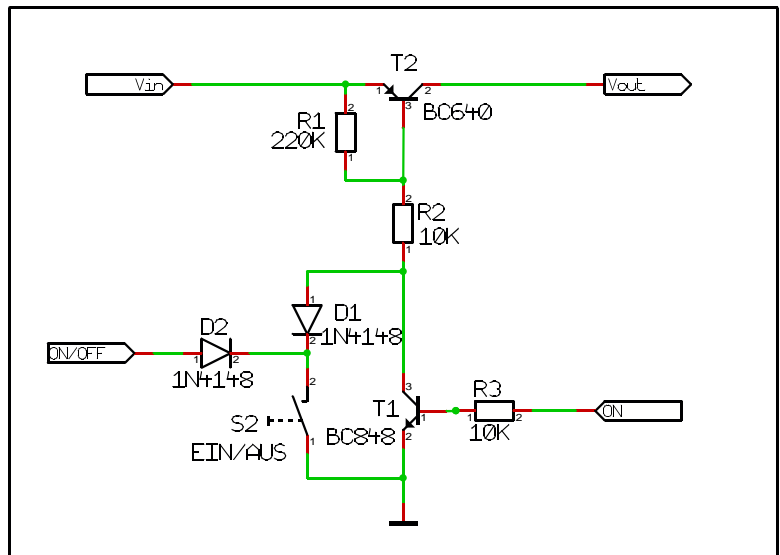 T2
Vin
Vout
1
2
3
BC640
R1
220K
2
1
R2
10K
2
1
D1
1N4148
1
2
D2
1N4148
1
2
ON/OFF
S2
EIN/AUS
2
1
T1
BC848
3
1
2
R3
10K
1
2
ON